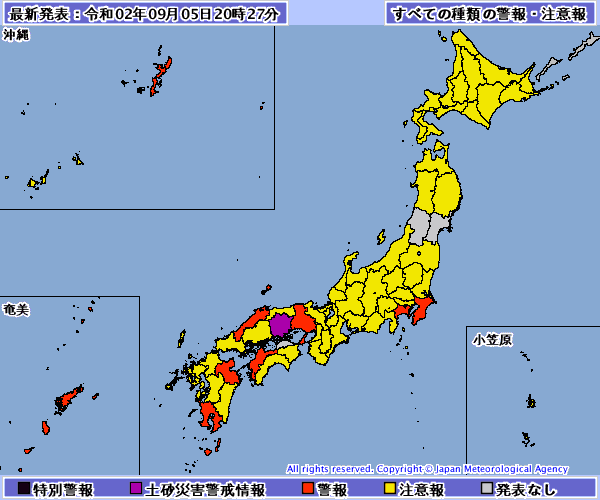 最新発表:令和02年09月05日20時27分
すべての種類の警報・注意報
沖縄
奄美
小笠原
All rights reserved. Copyright © Japan Meteorological Agency
特別警報 土砂災害警戒情報 警報 注意報 発表なし